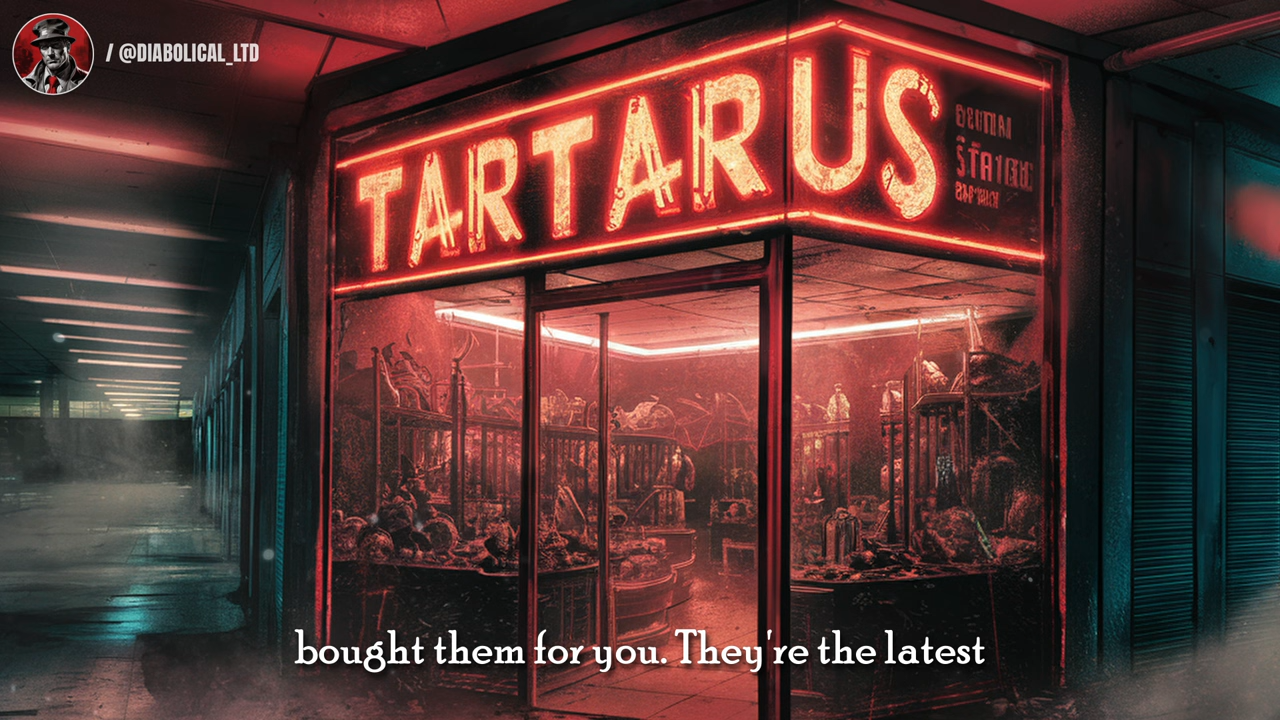 / @DIABOLICAL_LTD
TARTARUS
bought them for you. They're the latest